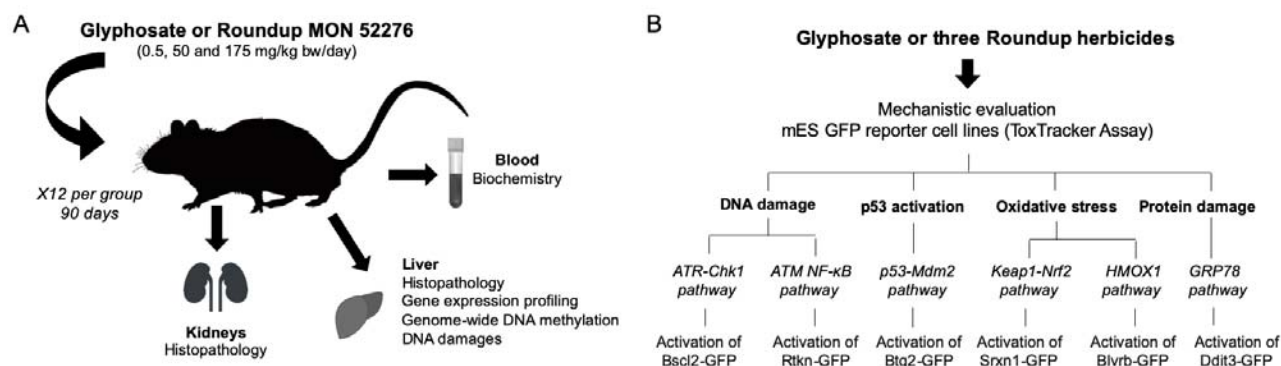 A
Glyphosate or Roundup MON 52276
(0.5, 50 and 175 mg/kg bw/day)
X12 per group
90 days
Blood
Biochemistry
Kidneys
Histopathology
Liver
Histopathology
Gene expression profiling
Genome-wide DNA methylation
DNA damages
B
Glyphosate or three Roundup herbicides
Mechanistic evaluation
mES GFP reporter cell lines (ToxTracker Assay)
DNA damage p53 activation Oxidative stress Protein damage
ATR-Chk1 ATM NF-κB p53-Mdm2 Keap1-Nrf2 HMOX1 GRP78
pathway pathway pathway pathway pathway pathway
Activation of Activation of Activation of Activation of Activation of Activation of
Bscl2-GFP Rtkn-GFP Btg2-GFP Srxn1-GFP Blvrb-GFP Ddit3-GFP